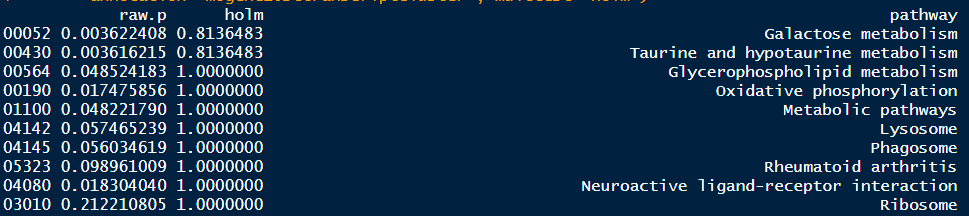 raw.p holm pathway
00052 0.003622408 0.8136483 Galactose metabolism
00430 0.003616215 0.8136483 Taurine and hypotaurine metabolism
00564 0.048524183 1.0000000 Glycerophospholipid metabolism
00190 0.017475856 1.0000000 Oxidative phosphorylation
01100 0.048221790 1.0000000 Metabolic pathways
04142 0.057465239 1.0000000 Lysosome
04145 0.056034619 1.0000000 Phagosome
05323 0.098961009 1.0000000 Rheumatoid arthritis
04080 0.018304040 1.0000000 Neuroactive ligand-receptor interaction
03010 0.212210805 1.0000000 Ribosome